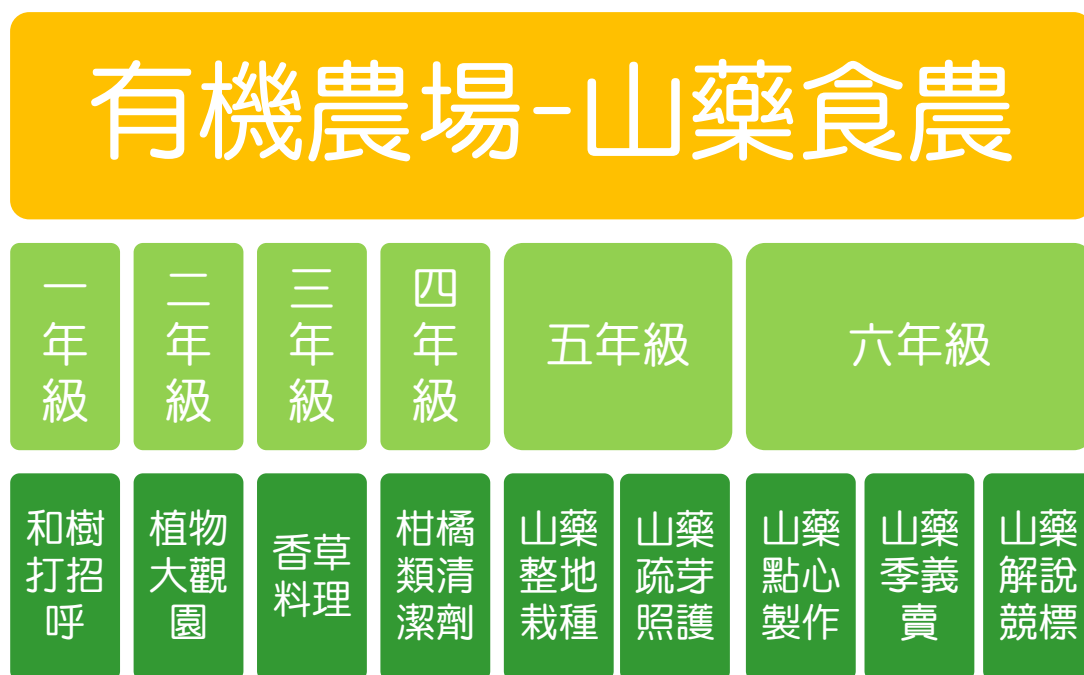 有機農場-山藥食農
一
年
級
二
年
級
三
年
級
四
年
級
五年級
六年級
和樹
打招
呼
植物
大觀
園
香草
料理
柑橘
類清
潔劑
山藥
整地
栽種
山藥
疏芽
照護
山藥
點心
製作
山藥
季義
賣
山藥
解說
競標